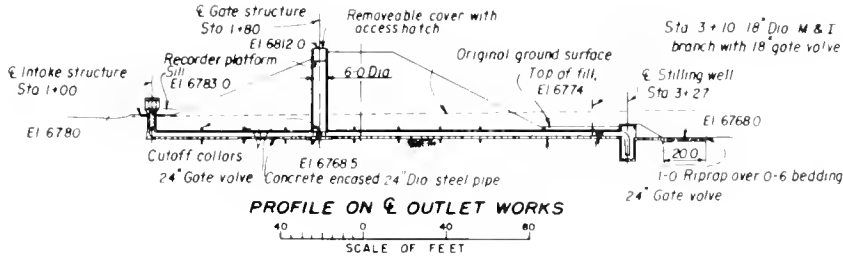 ℄ Gate structure
Sta 1+80
El 6812.0
Removeable cover with
access hatch
Sta 3+10 18" Dia M & I
branch with 18" gate valve
Recorder platform
Sill
El 6783.0
℄ Intake structure
Sta 1+00
6-0 Dia
Original ground surface
Top of fill,
El 6774
℄ Stilling well
Sta 3+27
El 6780
El 6768.0
Cutoff collars
El 6768.5
20.0
24" Gate valve
Concrete encased 24" Dia steel pipe
1-0 Riprap over 0-6 bedding
24" Gate valve
PROFILE ON ℄ OUTLET WORKS
40 0 40 80
SCALE OF FEET